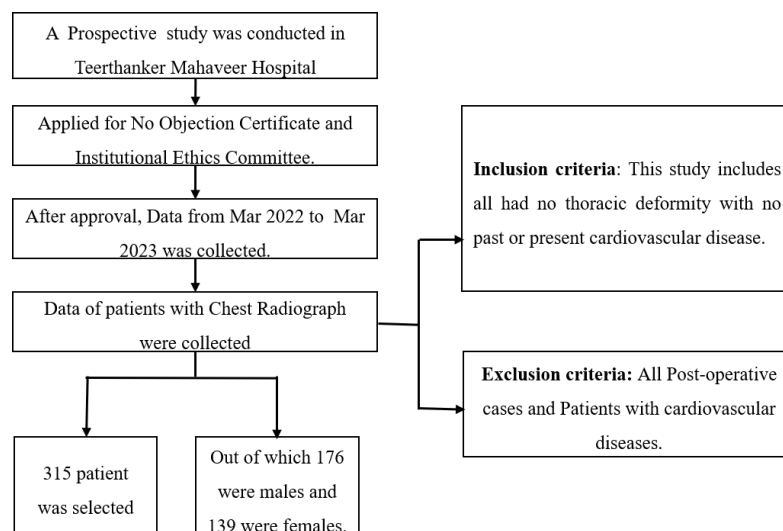 A Prospective study was conducted in
Teerthanker Mahaveer Hospital
Applied for No Objection Certificate and
Institutional Ethics Committee.
After approval, Data from Mar 2022 to Mar
2023 was collected.
Data of patients with Chest Radiograph
were collected
Inclusion criteria: This study includes
all had no thoracic deformity with no
past or present cardiovascular disease.
Exclusion criteria: All Post-operative
cases and Patients with cardiovascular
diseases.
315 patient
was selected
Out of which 176
were males and
139 were females.